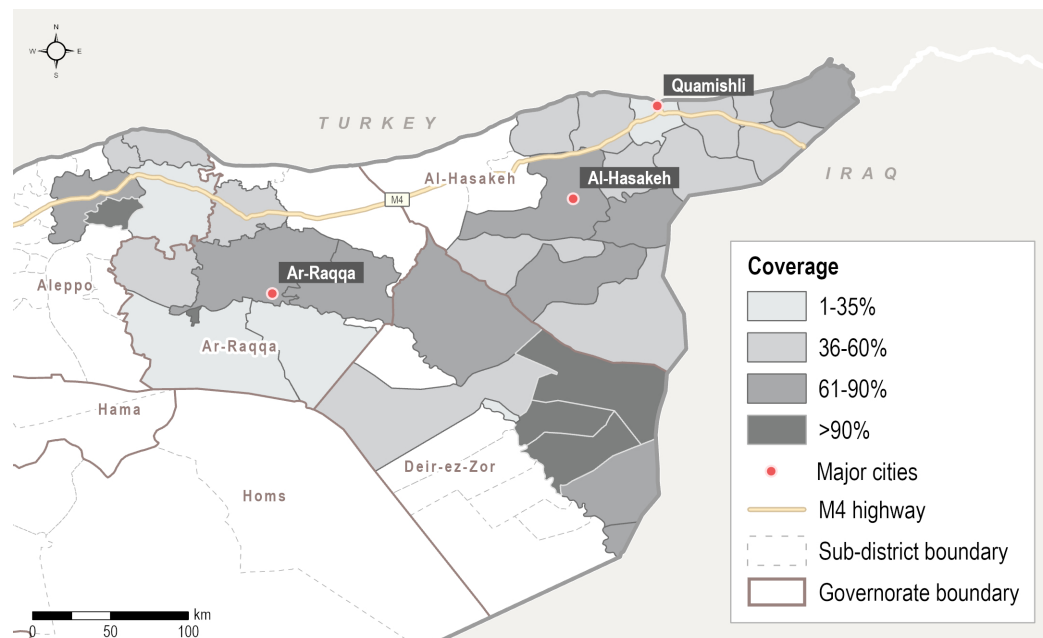 N
W E
S
TURKEY
Quamishli
IRAQ
Al-Hasakeh
Al-Hasakeh
M4
Aleppo
Ar-Raqqa
Ar-Raqqa
Hama
Deir-ez-Zor
Homs
Coverage
1-35%
36-60%
61-90%
>90%
Major cities
M4 highway
Sub-district boundary
Governorate boundary
km
0 50 100